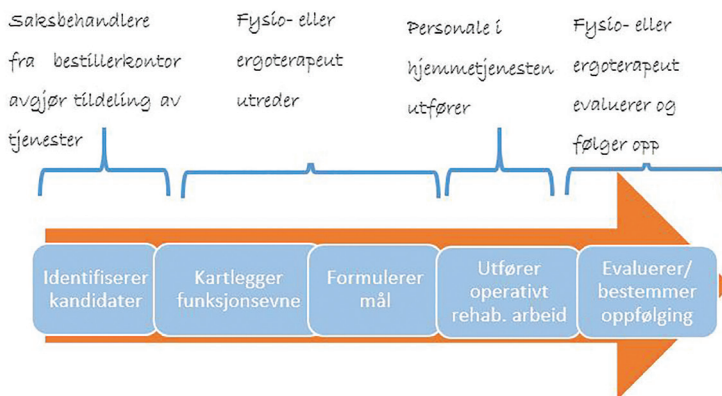 Saksbehandlere
fra bestillerkontor
avgjør tildeling av
tjenester
Fysio- eller
ergoterapeut
utreder
Personale i
hjemmetjenesten
utfører
Fysio- eller
ergoterapeut
evaluerer og
følger opp
Identifiserer
kandidater
Kartlegger
funksjonsevne
Formulerer
mål
Utfører
operativt
rehab. arbeid
Evaluerer/
bestemmer
oppfølging